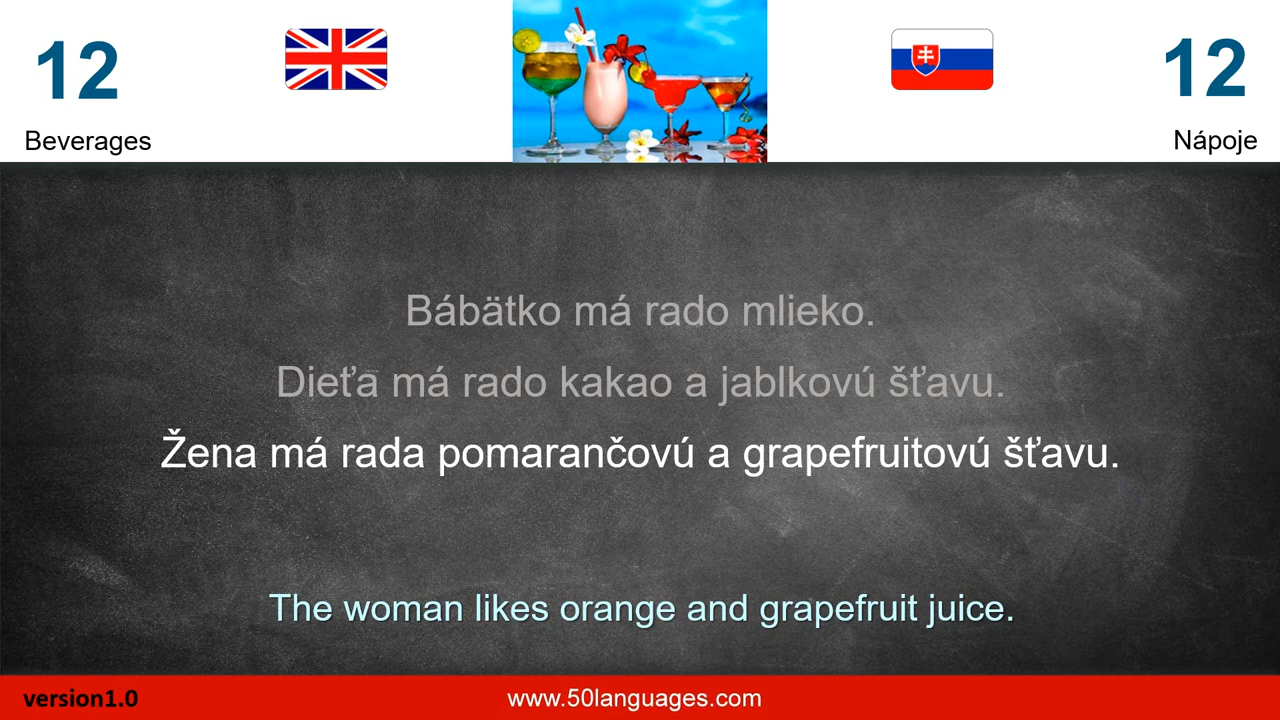 12
12
Beverages
Nápoje
Bábätko má rado mlieko.
Dieťa má rado kakao a jablkovú šťavu.
Žena má rada pomarančovú a grapefruitovú šťavu.
The woman likes orange and grapefruit juice.
version1.0
www.50languages.com